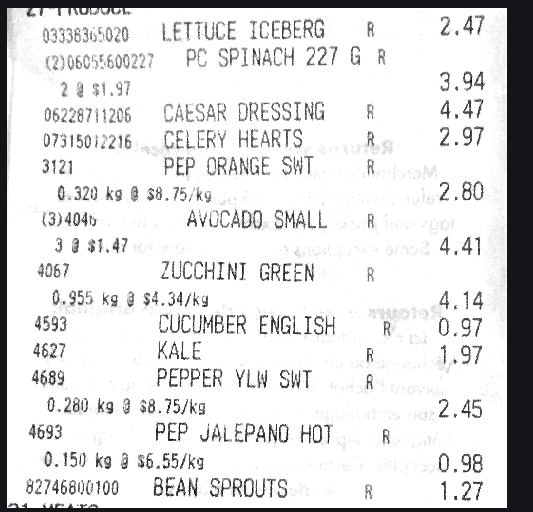 27-PRODUCE
03338365020 LETTUCE ICEBERG R 2.47
(2)06055600227 PC SPINACH 227 G R
2 @ $1.97 3.94
06228711206 CAESAR DRESSING R 4.47
07315012216 CELERY HEARTS R 2.97
3121 PEP ORANGE SWT R
0.320 kg @ $8.75/kg 2.80
(3)4046 AVOCADO SMALL R
3 @ $1.47 4.41
4067 ZUCCHINI GREEN R
0.955 kg @ $4.34/kg 4.14
4593 CUCUMBER ENGLISH R 0.97
4627 KALE R 1.97
4689 PEPPER YLW SWT R
0.280 kg @ $8.75/kg 2.45
4693 PEP JALEPANO HOT R
0.150 kg @ $6.55/kg 0.98
82746800100 BEAN SPROUTS R 1.27
31-MEATS